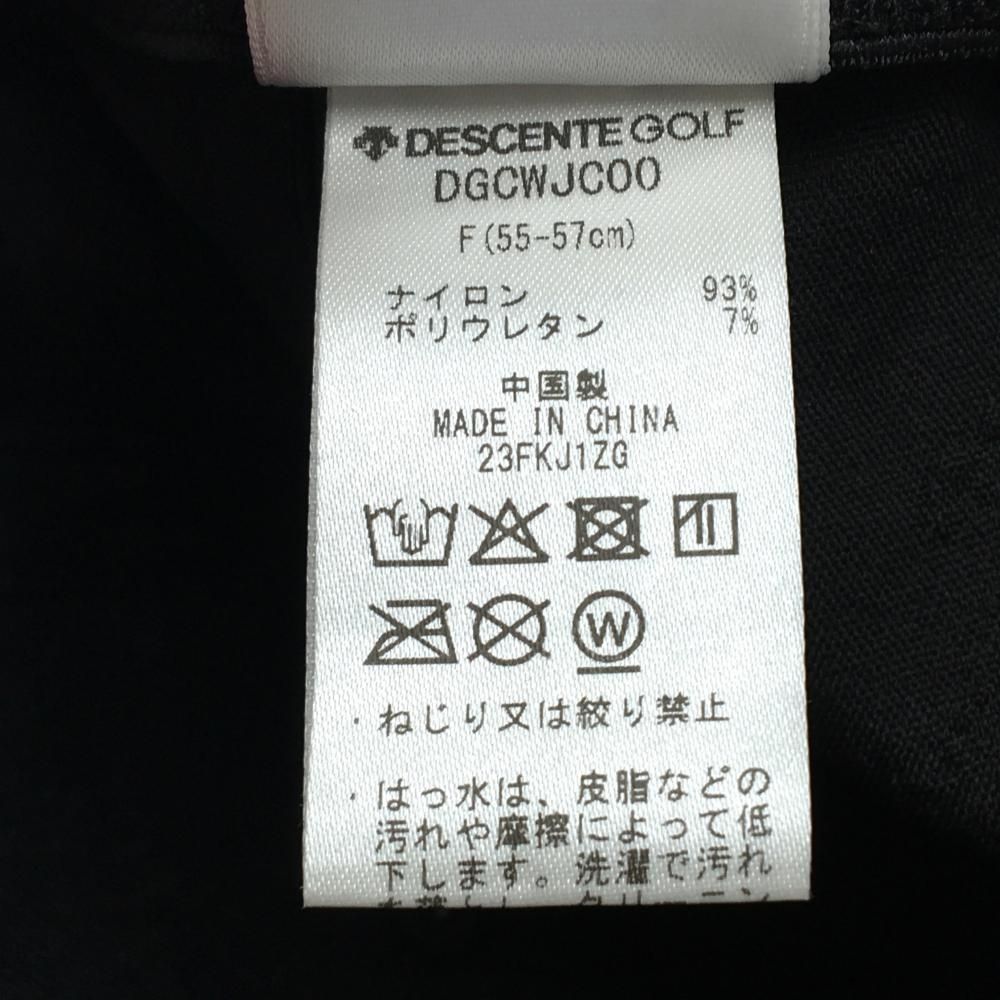 DESCENTE GOLF
DGCWJC00
F(55-57cm)
ナイロン 93%
ポリウレタン 7%
中国製
MADE IN CHINA
23FKJ1ZG
W
・ねじり又は絞り禁止
・はっ水は、皮脂などの
汚れや摩擦によって低
下します。洗濯で汚れ